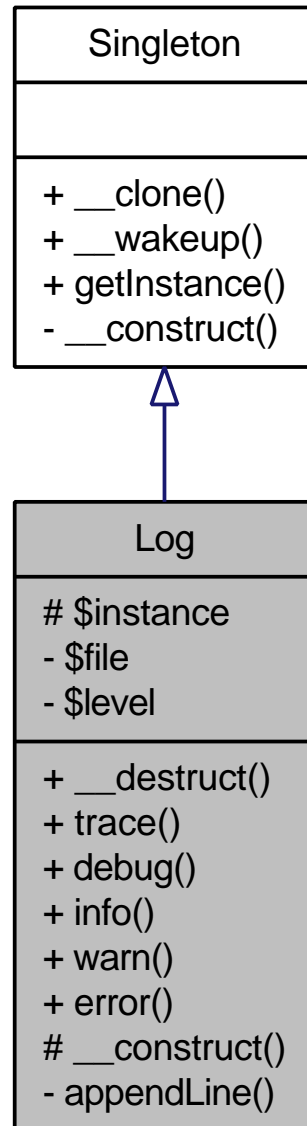 Singleton
+ __clone()
+ __wakeup()
+ getInstance()
- __construct()
Log
# $instance
- $file
- $level
+ __destruct()
+ trace()
+ debug()
+ info()
+ warn()
+ error()
# __construct()
- appendLine()